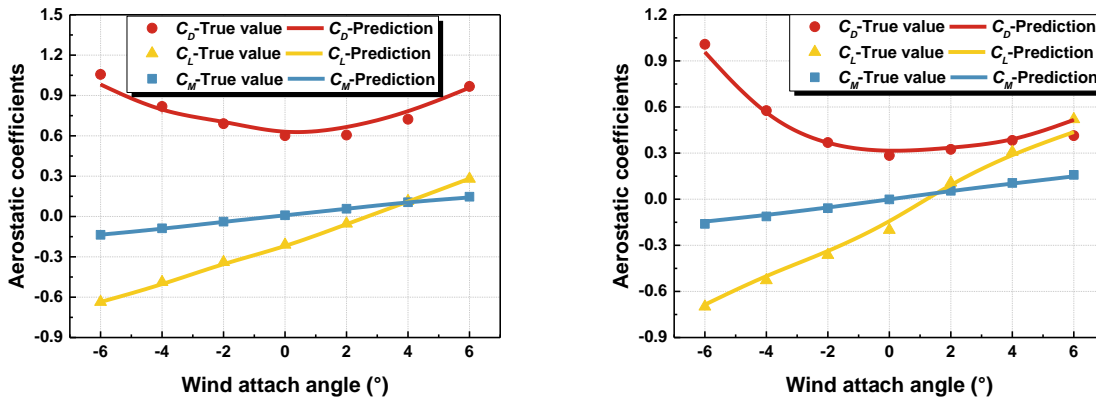 1.5
1.2
0.9
0.6
0.3
0.0
-0.3
-0.6
-0.9
Aerostatic coefficients
C_D-True value C_D-Prediction
C_L-True value C_L-Prediction
C_M-True value C_M-Prediction
-6 -4 -2 0 2 4 6
Wind attach angle (°)
1.2
0.9
0.6
0.3
0.0
-0.3
-0.6
-0.9
Aerostatic coefficients
C_D-True value C_D-Prediction
C_L-True value C_L-Prediction
C_M-True value C_M-Prediction
-6 -4 -2 0 2 4 6
Wind attach angle (°)